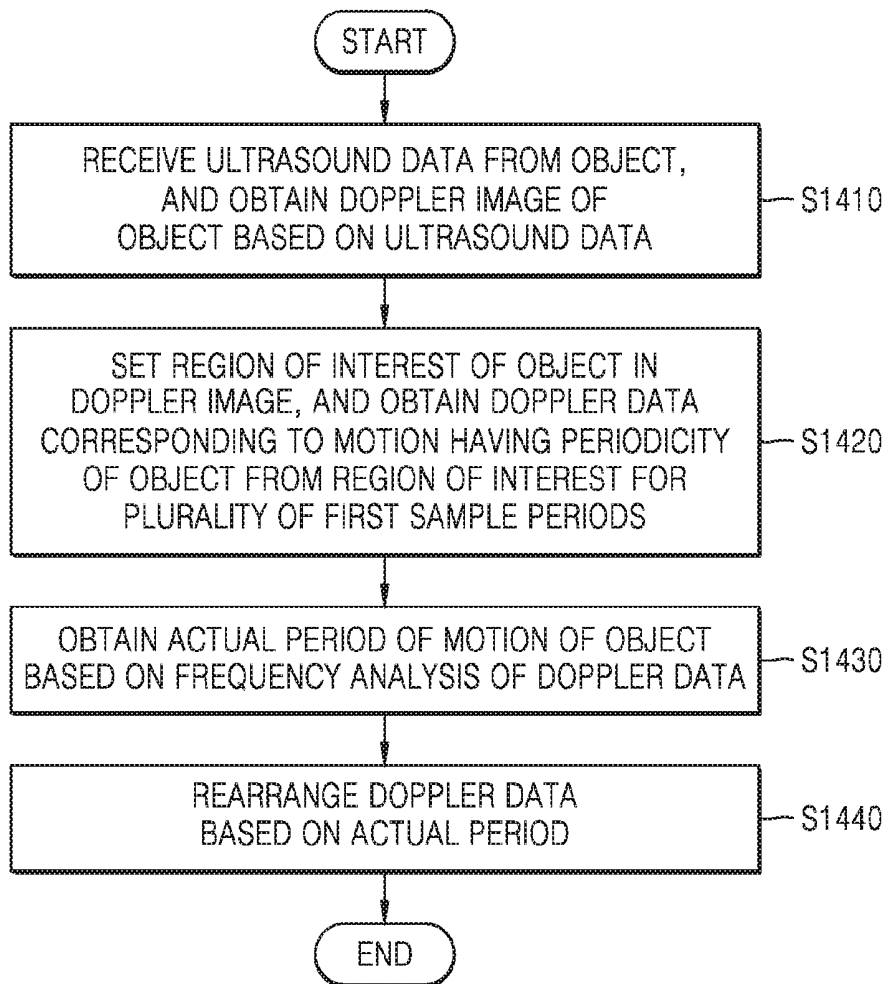 START
RECEIVE ULTRASOUND DATA FROM OBJECT,
AND OBTAIN DOPPLER IMAGE OF
OBJECT BASED ON ULTRASOUND DATA
S1410
SET REGION OF INTEREST OF OBJECT IN
DOPPLER IMAGE, AND OBTAIN DOPPLER DATA
CORRESPONDING TO MOTION HAVING PERIODICITY
OF OBJECT FROM REGION OF INTEREST FOR
PLURALITY OF FIRST SAMPLE PERIODS
S1420
OBTAIN ACTUAL PERIOD OF MOTION OF OBJECT
BASED ON FREQUENCY ANALYSIS OF DOPPLER DATA
S1430
REARRANGE DOPPLER DATA
BASED ON ACTUAL PERIOD
S1440
END